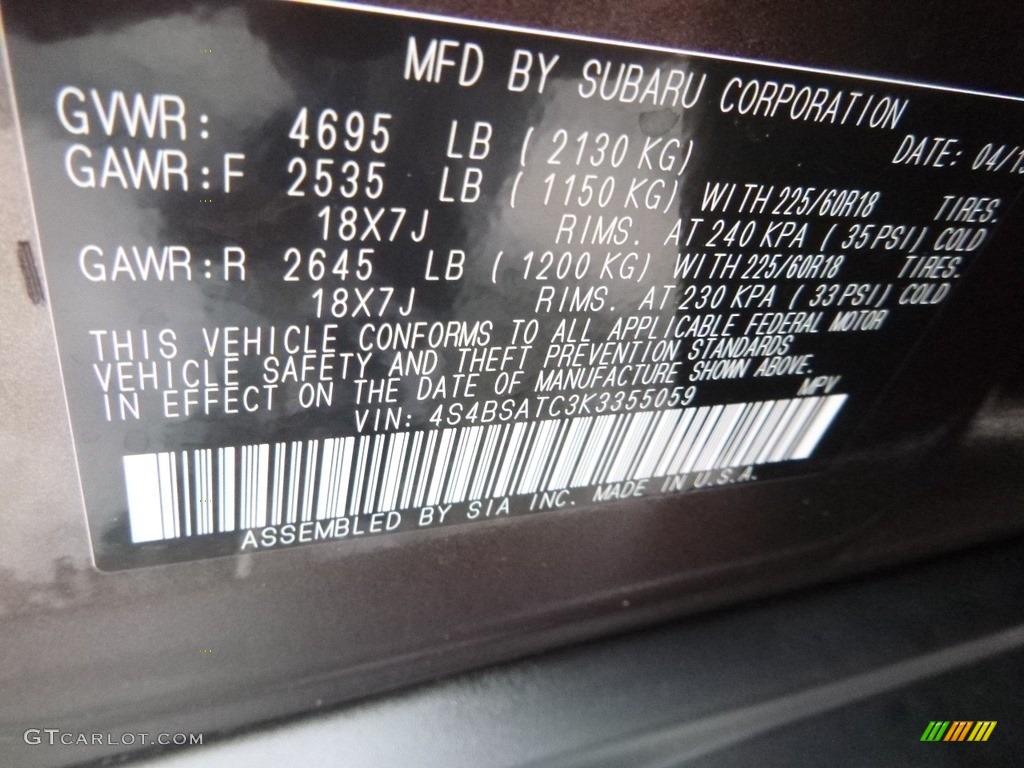 MFD BY SUBARU CORPORATION
GVWR: 4695 LB ( 2130 KG) DATE: 04/1
GAWR:F 2535 LB ( 1150 KG) WITH 225/60R18 TIRES.
18X7J RIMS. AT 240 KPA ( 35 PSI) COLD
GAWR:R 2645 LB ( 1200 KG) WITH 225/60R18 TIRES.
18X7J RIMS. AT 230 KPA ( 33 PSI) COLD
THIS VEHICLE CONFORMS TO ALL APPLICABLE FEDERAL MOTOR
VEHICLE SAFETY AND THEFT PREVENTION STANDARDS
IN EFFECT ON THE DATE OF MANUFACTURE SHOWN ABOVE.
VIN: 4S4BSATC3K3355059 MPV
ASSEMBLED BY SIA INC. MADE IN U.S.A.
GTCARLOT.COM